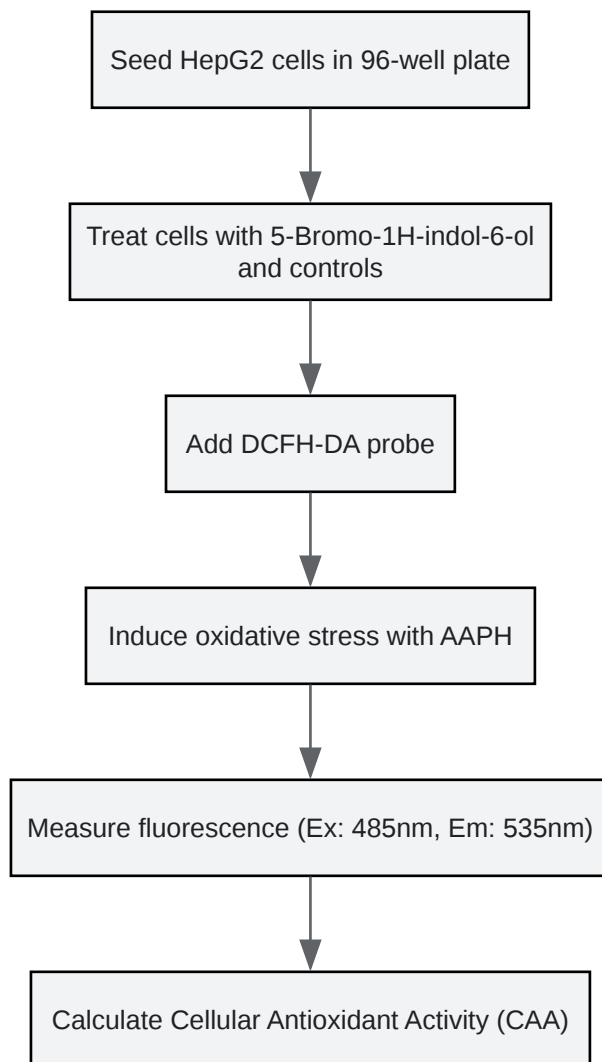 Seed HepG2 cells in 96-well plate
Treat cells with 5-Bromo-1H-indol-6-ol
and controls
Add DCFH-DA probe
Induce oxidative stress with AAPH
Measure fluorescence (Ex: 485nm, Em: 535nm)
Calculate Cellular Antioxidant Activity (CAA)